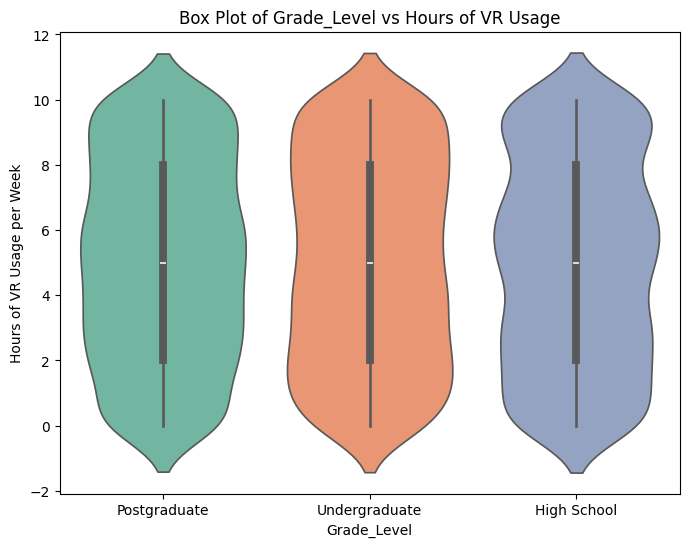 Box Plot of Grade_Level vs Hours of VR Usage
Hours of VR Usage per Week
12
10
8
6
4
2
0
−2
Postgraduate
Undergraduate
High School
Grade_Level